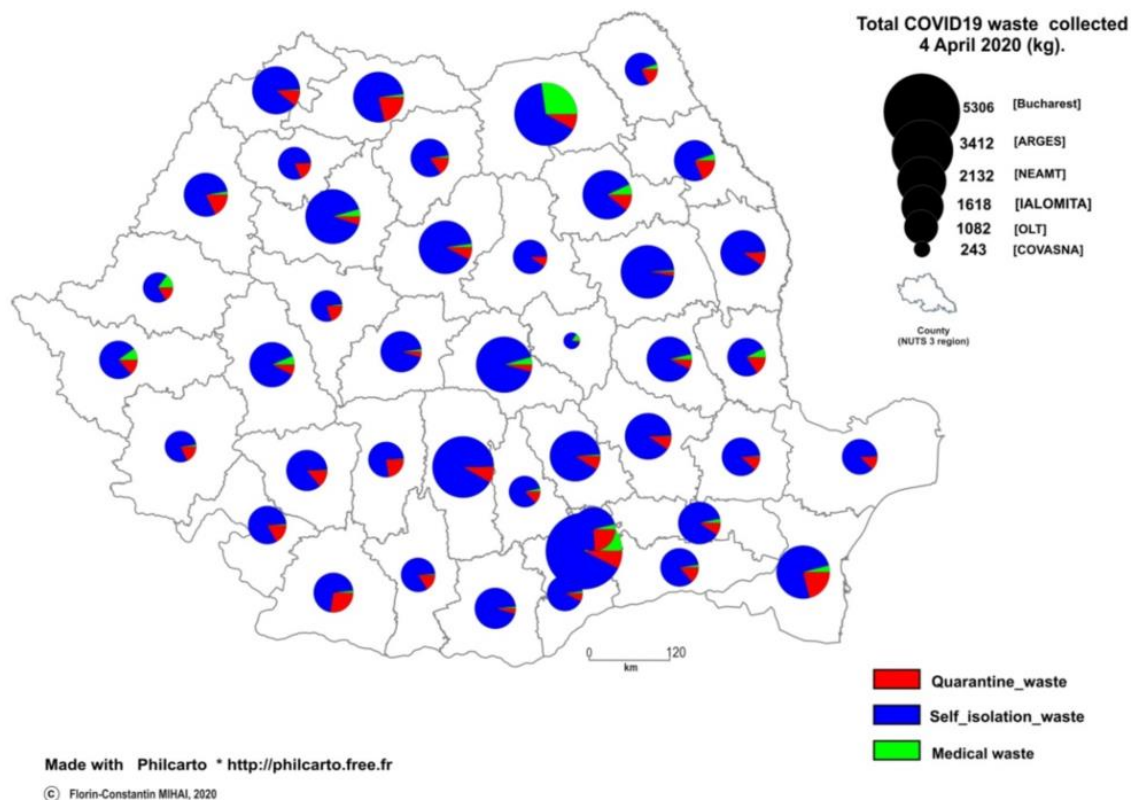 Total COVID19 waste collected
4 April 2020 (kg).
5306 [Bucharest]
3412 [ARGES]
2132 [NEAMT]
1618 [IALOMITA]
1082 [OLT]
243 [COVASNA]
County
(NUTS 3 region)
0 120
km
Quarantine_waste
Self_isolation_waste
Medical waste
Made with Philcarto * http://philcarto.free.fr
© Florin-Constantin MIHAI, 2020